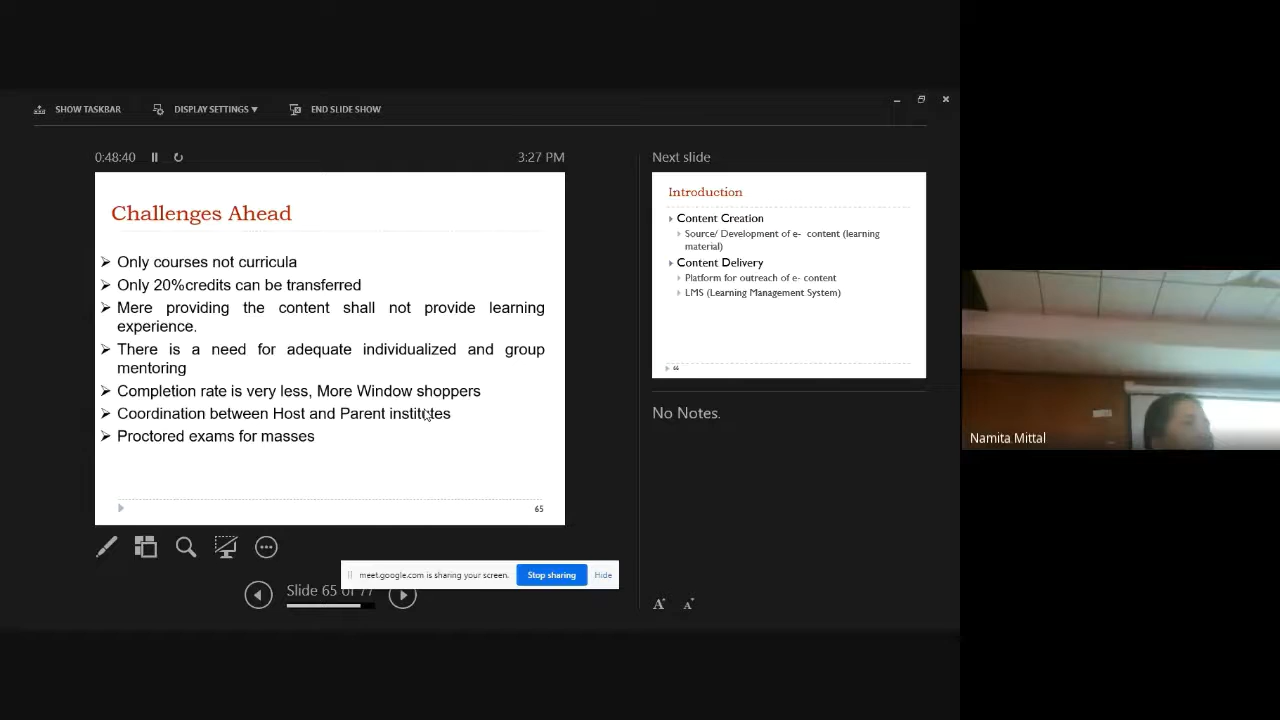 SHOW TASKBAR
DISPLAY SETTINGS
END SLIDE SHOW
0:48:40
3:27 PM
Challenges Ahead
Only courses not curricula
Only 20%credits can be transferred
Mere providing the content shall not provide learning
experience.
There is a need for adequate individualized and group
mentoring
Completion rate is very less, More Window shoppers
Coordination between Host and Parent institutes
Proctored exams for masses
65
meet.google.com is sharing your screen.
Stop sharing
Hide
Slide 65 of 77
Next slide
Introduction
Content Creation
Source/ Development of e- content (learning
material)
Content Delivery
Platform for outreach of e- content
LMS (Learning Management System)
66
No Notes.
A A
Namita Mittal